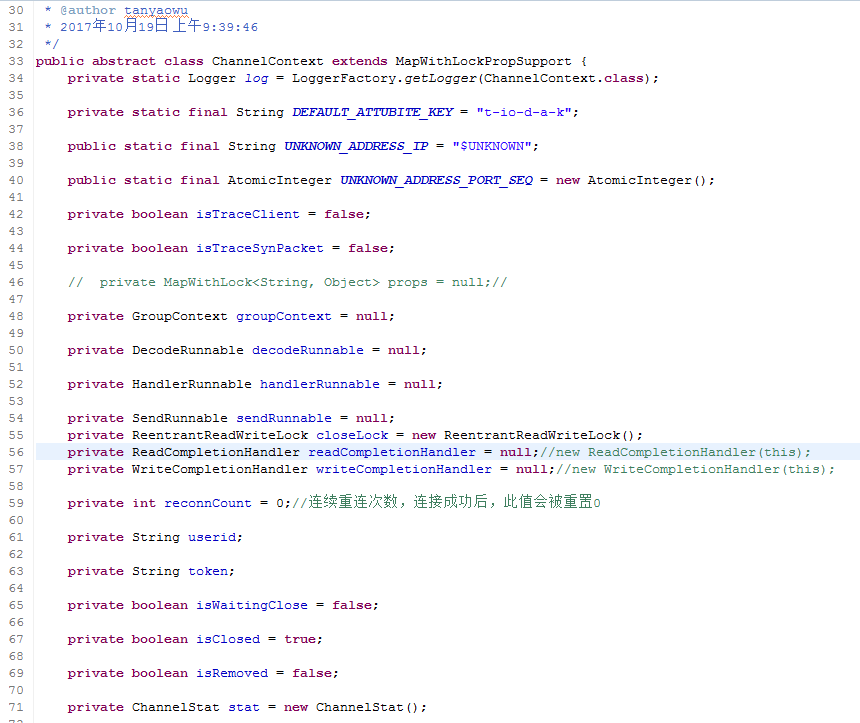 30 * @author tanyaowu
31 * 2017年10月19日 上午9:39:46
32 */
33 public abstract class ChannelContext extends MapWithLockPropSupport {
34 private static Logger log = LoggerFactory.getLogger(ChannelContext.class);
35
36 private static final String DEFAULT_ATTUBITE_KEY = "t-io-d-a-k";
37
38 public static final String UNKNOWN_ADDRESS_IP = "$UNKNOWN";
39
40 public static final AtomicInteger UNKNOWN_ADDRESS_PORT_SEQ = new AtomicInteger();
41
42 private boolean isTraceClient = false;
43
44 private boolean isTraceSynPacket = false;
45
46 // private MapWithLock<String, Object> props = null;//
47
48 private GroupContext groupContext = null;
49
50 private DecodeRunnable decodeRunnable = null;
51
52 private HandlerRunnable handlerRunnable = null;
53
54 private SendRunnable sendRunnable = null;
55 private ReentrantReadWriteLock closeLock = new ReentrantReadWriteLock();
56 private ReadCompletionHandler readCompletionHandler = null;//new ReadCompletionHandler(this);
57 private WriteCompletionHandler writeCompletionHandler = null;//new WriteCompletionHandler(this);
58
59 private int reconnCount = 0;//连续重连次数，连接成功后，此值会被重置0
60
61 private String userid;
62
63 private String token;
64
65 private boolean isWaitingClose = false;
66
67 private boolean isClosed = true;
68
69 private boolean isRemoved = false;
70
71 private ChannelStat stat = new ChannelStat();